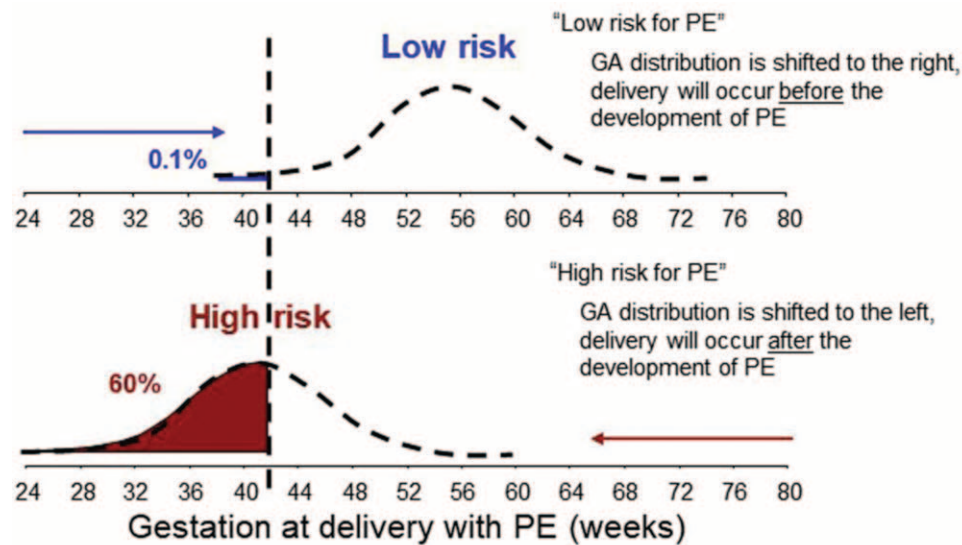 Low risk
"Low risk for PE"
GA distribution is shifted to the right,
delivery will occur before the
development of PE
0.1%
24 28 32 36 40 44 48 52 56 60 64 68 72 76 80
High risk
"High risk for PE"
GA distribution is shifted to the left,
delivery will occur after the
development of PE
60%
24 28 32 36 40 44 48 52 56 60 64 68 72 76 80
Gestation at delivery with PE (weeks)